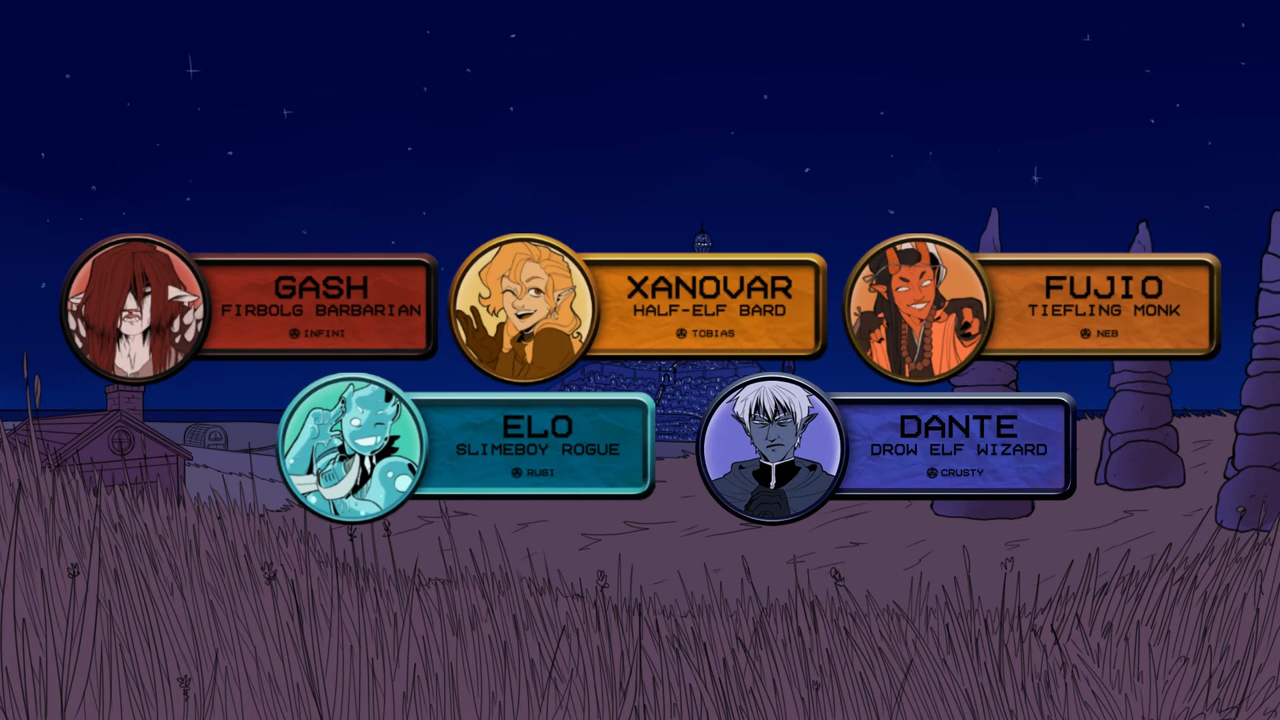 GASH
FIRBOLG BARBARIAN
INFINI
XANOVAR
HALF-ELF BARD
TOBIAS
FUJIO
TIEFLING MONK
NEB
ELO
SLIMEBOY ROGUE
RUGI
DANTE
DROW ELF WIZARD
CRUSTY